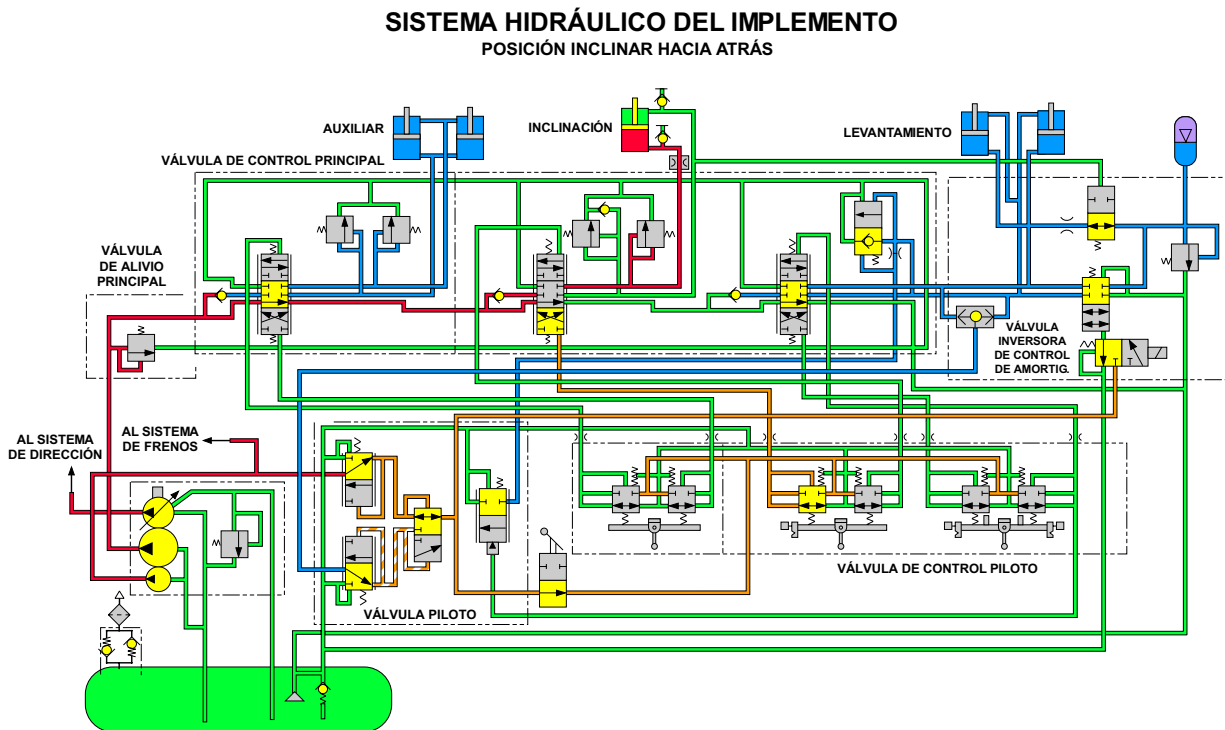 SISTEMA HIDRÁULICO DEL IMPLEMENTO
POSICIÓN INCLINAR HACIA ATRÁS
AUXILIAR
INCLINACIÓN
LEVANTAMIENTO
VÁLVULA DE CONTROL PRINCIPAL
VÁLVULA
DE ALIVIO
PRINCIPAL
VÁLVULA
INVERSORA
DE CONTROL
DE AMORTIG.
AL SISTEMA
DE DIRECCIÓN
AL SISTEMA
DE FRENOS
VÁLVULA PILOTO
VÁLVULA DE CONTROL PILOTO